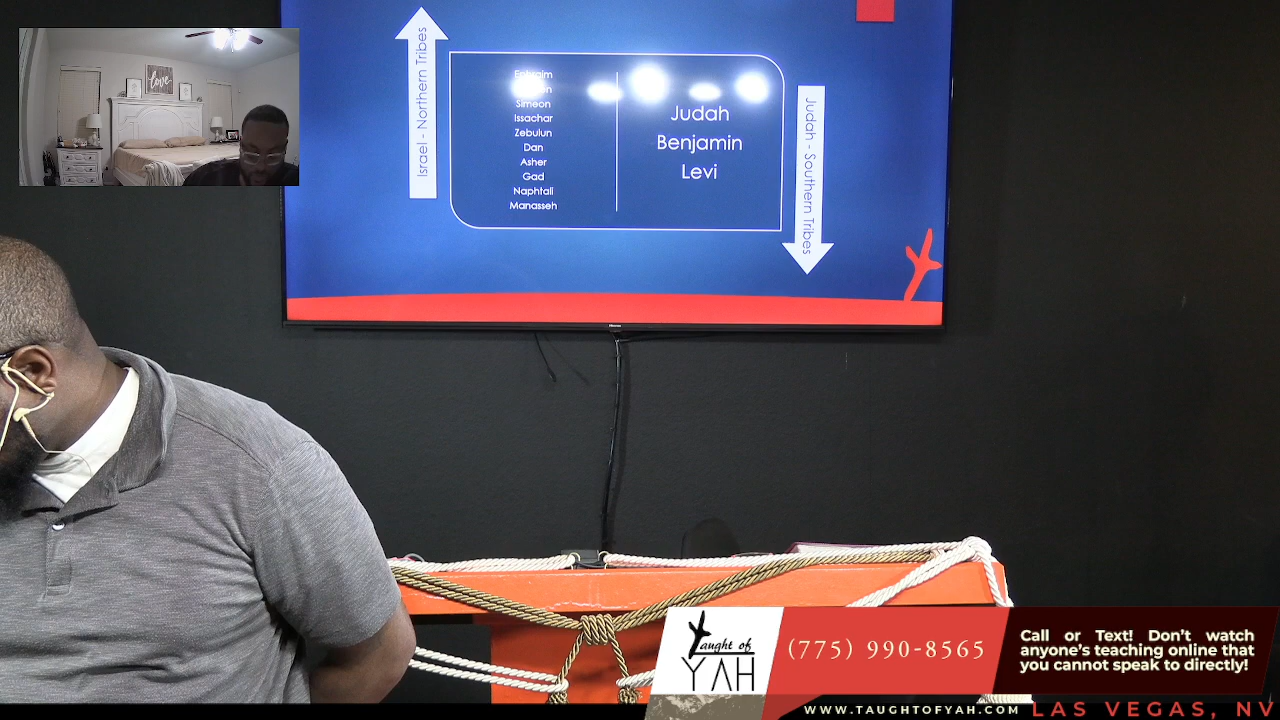 love
Israel - Northern Tribes
Ephraim
Simeon
Issachar
Zebulun
Dan
Asher
Gad
Naphtali
Manasseh
Judah
Benjamin
Levi
Judah - Southern Tribes
Hisense
Taught of
YAH
(775) 990-8565
Call or Text! Don't watch
anyone's teaching online that
you cannot speak to directly!
WWW.TAUGHTOFYAH.COM
LAS VEGAS, NV